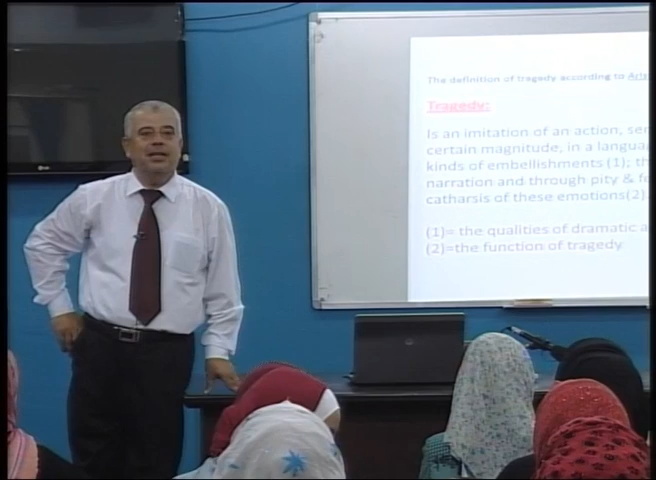 The definition of tragedy according to
Tragedy:
Is an imitation of an action,
certain magnitude, in a
kinds of embellishments (1);
narration and through pity &
catharsis of these emotions(2)
(1)= the qualities of dramatic
(2)=the function of tragedy
LG